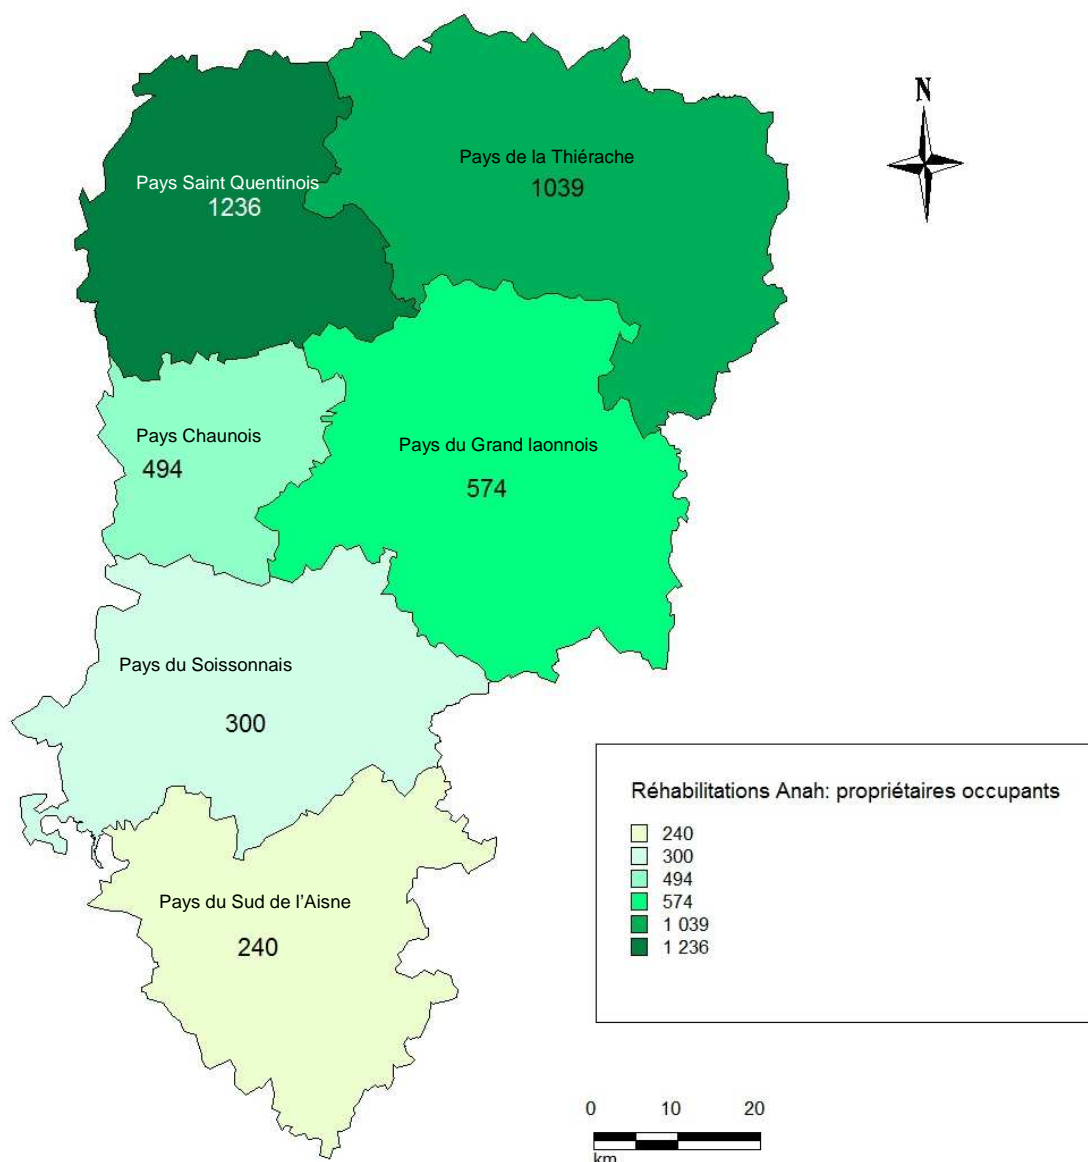 N
Pays de la Thiérache
1039
Pays Saint Quentinois
1236
Pays Chaunois
494
Pays du Grand laonnois
574
Pays du Soissonnais
300
Pays du Sud de l'Aisne
240
Réhabilitations Anah: propriétaires occupants
240
300
494
574
1 039
1 236
0 10 20
km